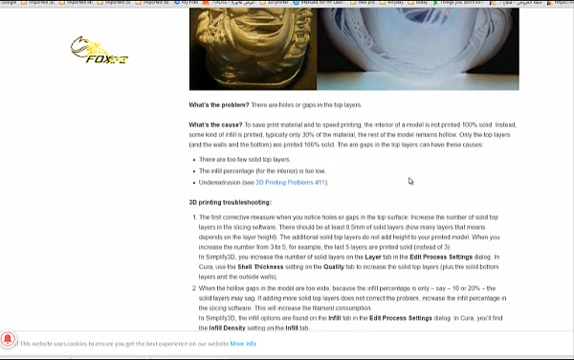 FOX
What's the problem? There are holes or gaps in the top layers
What's the cause? To save print material and to speed printing, the interior of a model is not printed 100% solid. Instead,
some kind of infill is printed, typically only 30% of the material, the rest of the model remains hollow. Only the top layers
(and the walls and the bottom) are printed 100% solid. The are gaps in the top layers can have these causes:
There are too few solid top layers.
The infill percentage (for the interior) is too low.
Underextrusion (see 3D Printing Problems #11).
3D printing troubleshooting:
1. The first corrective measure when you notice holes or gaps in the top surface: Increase the number of solid top
layers in the slicing software. There should be at least 0.5mm of solid layers (how many layers that means
depends on the layer height). The additional solid top layers do not add height to your printed model. When you
increase the number from 3 to 5, for example, the last 5 layers are printed solid (instead of 3).
In Simplify3D, you increase the number of solid layers on the Layer tab in the Edit Process Settings dialog. In
Cura, use the Shell Thickness setting on the Quality tab to increase the solid top layers (plus the solid bottom
layers and the outside walls).
2. When the hollow gaps in the model are too wide, because the infill percentage is only – say – 10 or 20% – the
solid layers may sag. If adding more solid top layers does not correct the problem, increase the infill percentage in
the slicing software. This will increase the filament consumption.
In Simplify3D, the infill options are found on the Infill tab in the Edit Process Settings dialog. In Cura, you'll find
the Infill Density setting on the Infill tab
This website uses cookies to ensure you get the best experience on our website More info